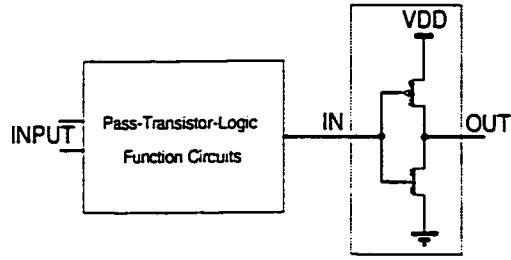 VDD
INPUT
Pass-Transistor-Logic
Function Circuits
IN
OUT